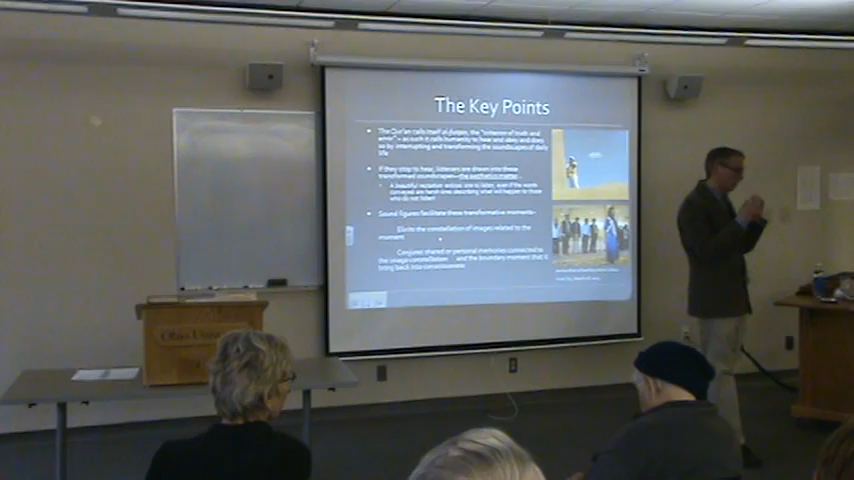 The Key Points
The Qur'an calls itself al-furqan, the "criterion of truth and
error" – as such it calls humanity to hear and obey and does
so by interrupting and transforming the soundscapes of daily
life
If they stop to hear, listeners are drawn into these
transformed soundscapes—the aesthetics matter
A beautiful recitation entices one to listen, even if the words
conveyed are harsh ones describing what will happen to those
who do not listen!
Sound figures facilitate these transformative moments–
Elicits the constellation of images related to the
moment
Conjures shared or personal memories connected to
the image constellation and the boundary moment that it
bring back into consciousness
Ohio